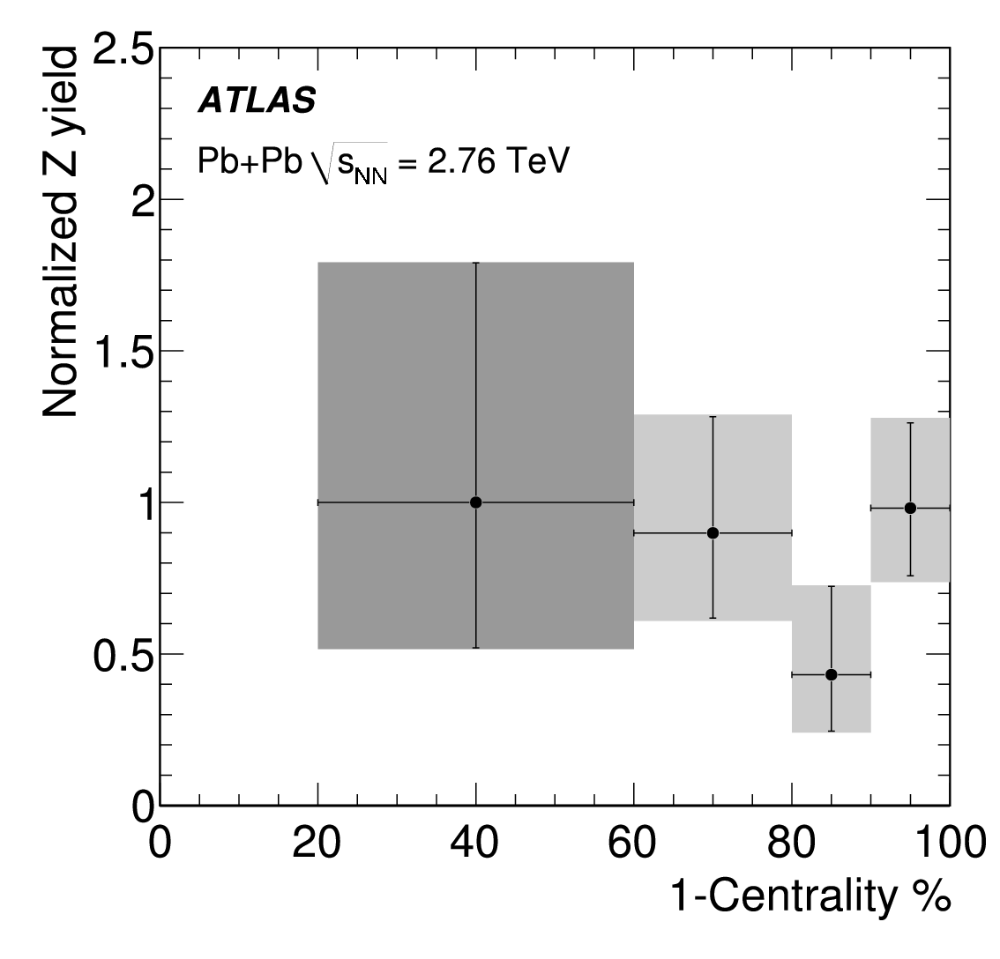 Normalized Z yield
2.5
2
1.5
1
0.5
0
ATLAS
Pb+Pb √sNN = 2.76 TeV
0 20 40 60 80 100
1-Centrality %